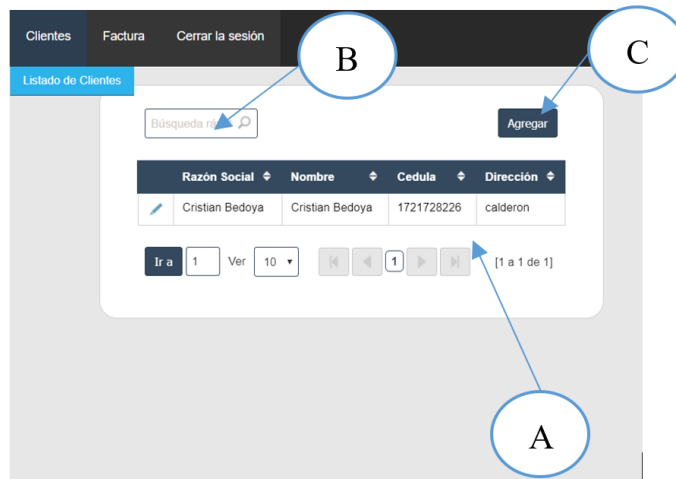 Clientes Factura Cerrar la sesión
Listado de Clientes
B
C
Búsqueda
Agregar
Razón Social Nombre Cedula Dirección
Cristian Bedoya Cristian Bedoya 1721728226 calderon
Ir a 1 Ver 10 1 [1 a 1 de 1]
A